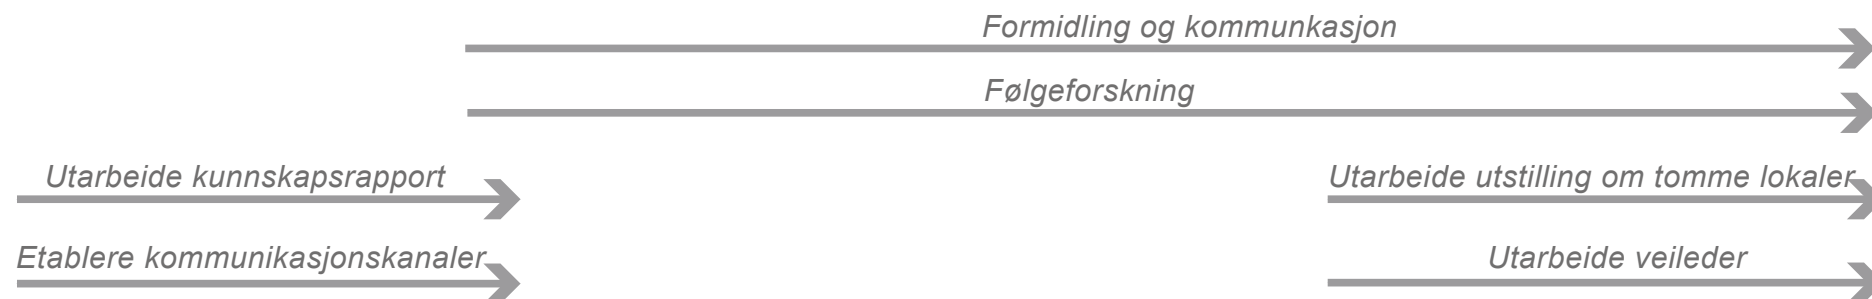 Formidling og kommunkasjon
Følgeforskning
Utarbeide kunnskapsrapport
Utarbeide utstilling om tomme lokaler
Etablere kommunikasjonskanaler
Utarbeide veileder